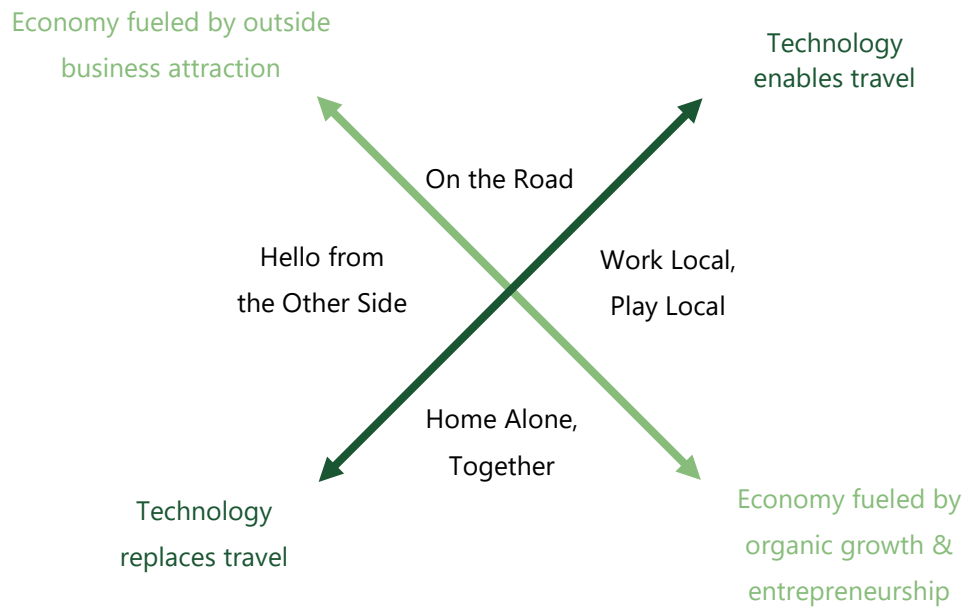 Economy fueled by outside
business attraction
Technology
enables travel
On the Road
Hello from
the Other Side
Work Local,
Play Local
Home Alone,
Together
Technology
replaces travel
Economy fueled by
organic growth &
entrepreneurship